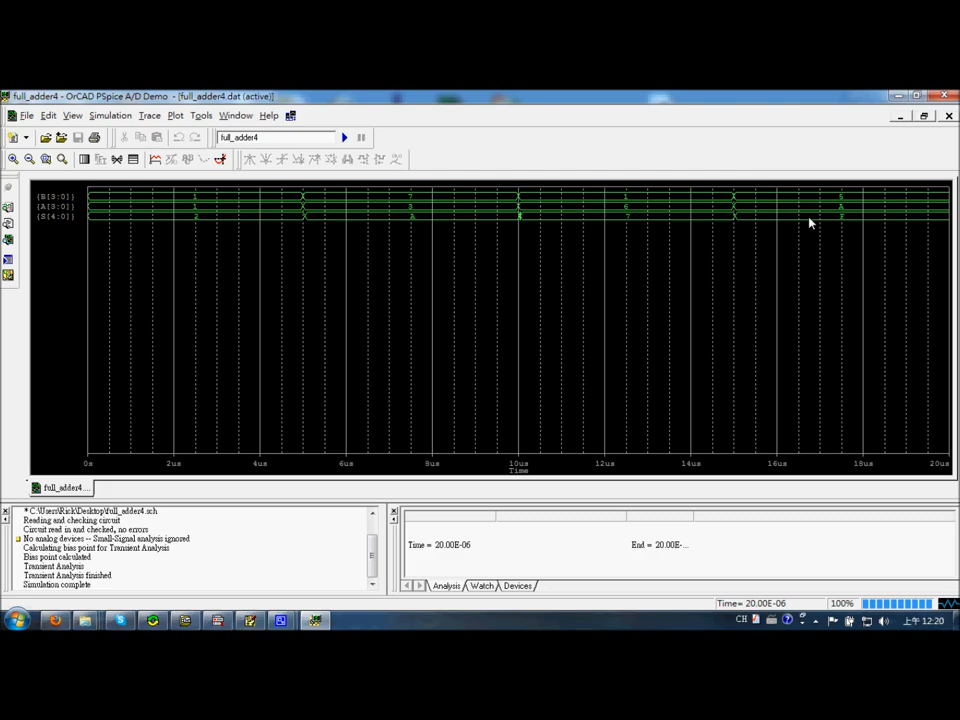 full_adder4 - OrCAD PSpice A/D Demo - [full_adder4.dat (active)]
File Edit View Simulation Trace Plot Tools Window Help
full_adder4
{B[3:0]} 1 7 1 5
{A[3:0]} 1 3 6 A
{S[4:0]} 2 A 7 F
0s 2us 4us 6us 8us 10us 12us 14us 16us 18us 20us
Time
full_adder4....
* C:\Users\Rick\Desktop\full_adder4.sch
Reading and checking circuit
Circuit read in and checked, no errors
No analog devices -- Small-Signal analysis ignored
Calculating bias point for Transient Analysis
Bias point calculated
Transient Analysis
Transient Analysis finished
Simulation complete
Time = 20.00E-06 End = 20.00E-...
Analysis Watch Devices
Time= 20.00E-06 100%
CH 上午 12:20